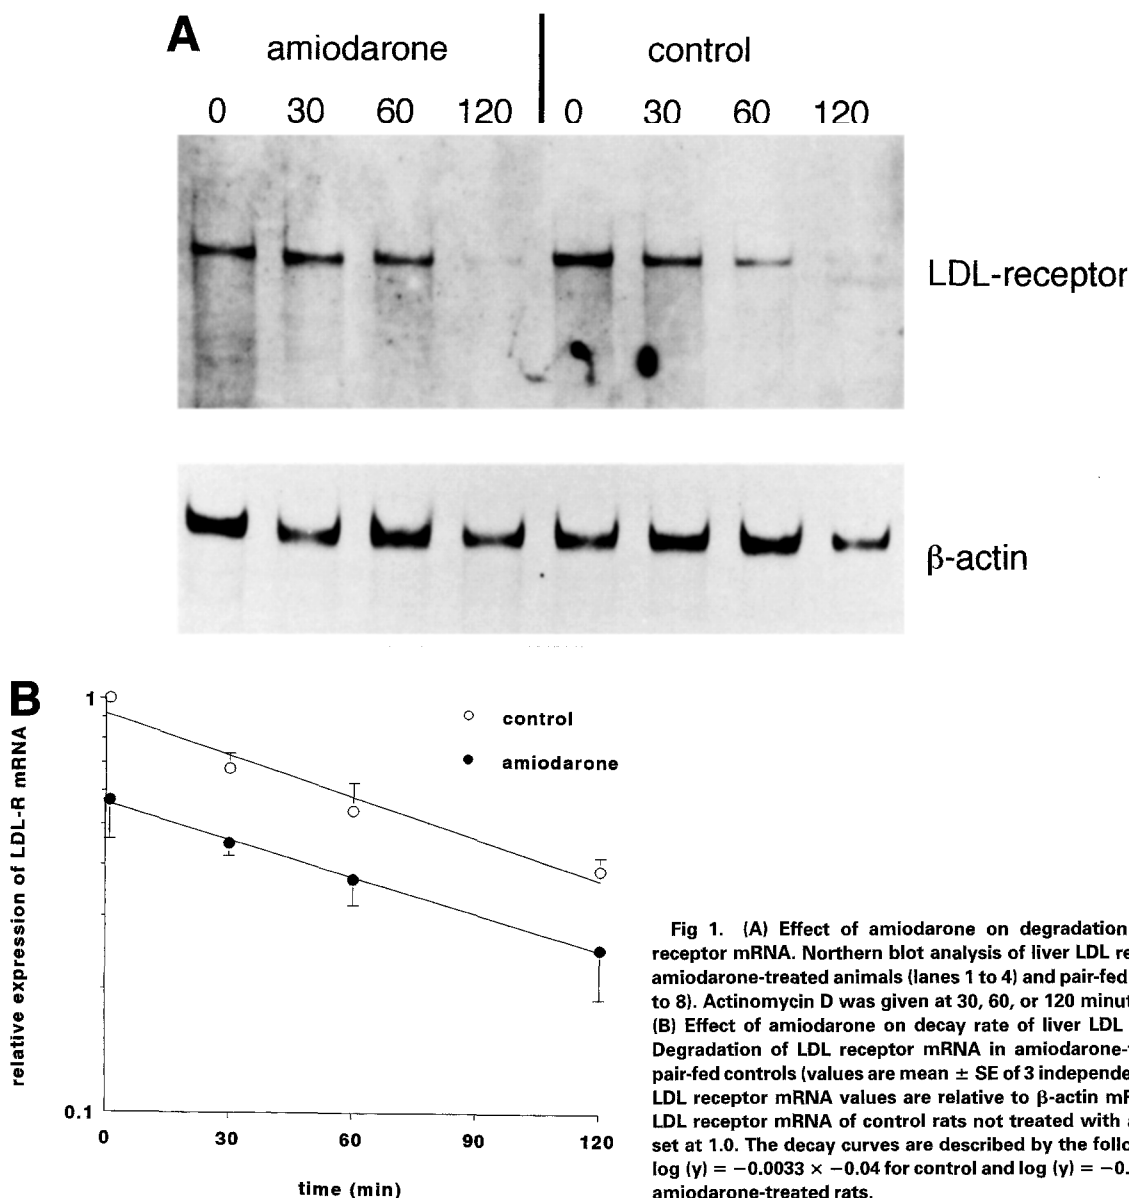 A
amiodarone
control
0 30 60 120 0 30 60 120
LDL-receptor
β-actin
B
relative expression of LDL-R mRNA
1
0.1
control
amiodarone
0 30 60 90 120
time (min)
Fig 1. (A) Effect of amiodarone on degradation
receptor mRNA. Northern blot analysis of liver LDL re
amiodarone-treated animals (lanes 1 to 4) and pair-fed
to 8). Actinomycin D was given at 30, 60, or 120 minut
(B) Effect of amiodarone on decay rate of liver LDL
Degradation of LDL receptor mRNA in amiodarone-
pair-fed controls (values are mean ± SE of 3 independe
LDL receptor mRNA values are relative to β-actin mR
LDL receptor mRNA of control rats not treated with
set at 1.0. The decay curves are described by the follo
log (y) = −0.0033 × −0.04 for control and log (y) = −0.
amiodarone-treated rats.